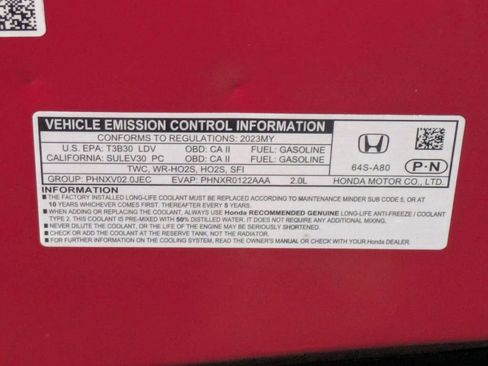 VEHICLE EMISSION CONTROL INFORMATION
CONFORMS TO REGULATIONS: 2023MY
U.S. EPA: T3B30 LDV OBD: CA II FUEL: GASOLINE
CALIFORNIA: SULEV30 PC OBD: CA II FUEL: GASOLINE
TWC, WR-HO2S, HO2S, SFI
64S-A80 P-N
GROUP: PHNXV02.0JEC EVAP: PHNXR0122AAA 2.0L HONDA MOTOR CO., LTD.
INFORMATION
■ THE FACTORY INSTALLED LONG-LIFE COOLANT MUST BE REPLACED ACCORDING TO MAINTENANCE MINDER SUB CODE 5, OR AT
10 YEARS WHICHEVER COMES FIRST. THEREAFTER EVERY 5 YEARS.
■ WHEN ADDING OR REPLACING THE COOLANT, ALWAYS USE Honda RECOMMENDED GENUINE LONG-LIFE ANTI-FREEZE / COOLANT
TYPE 2. THIS COOLANT IS PRE-MIXED WITH 50% DISTILLED WATER. IT DOES NOT REQUIRE ANY ADDITIONAL MIXING.
■ NEVER DILUTE THE COOLANT, OR THE LIFE OF THE ENGINE MAY BE SERIOUSLY SHORTENED.
■ CHECK OR ADD THE COOLANT AT THE RESERVE TANK, NOT THE RADIATOR.
■ FOR FURTHER INFORMATION ON THE COOLING SYSTEM, READ THE OWNER'S MANUAL OR CHECK WITH YOUR Honda DEALER.